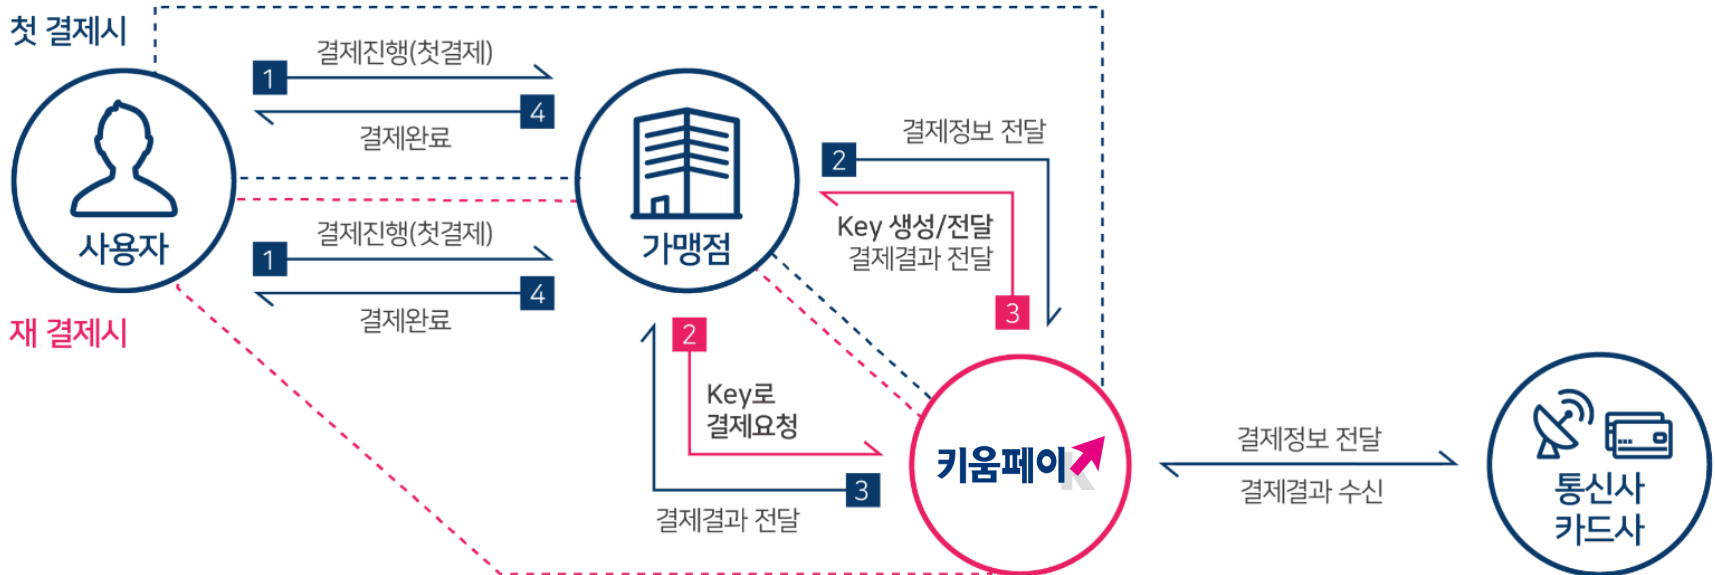 첫 결제시
결제진행(첫결제)
1
4
결제완료
사용자
가맹점
결제정보 전달
2
Key 생성/전달
결제결과 전달
3
결제진행(첫결제)
1
4
결제완료
재 결제시
2
Key로
결제요청
3
결제결과 전달
키움페이
결제정보 전달
결제결과 수신
통신사
카드사